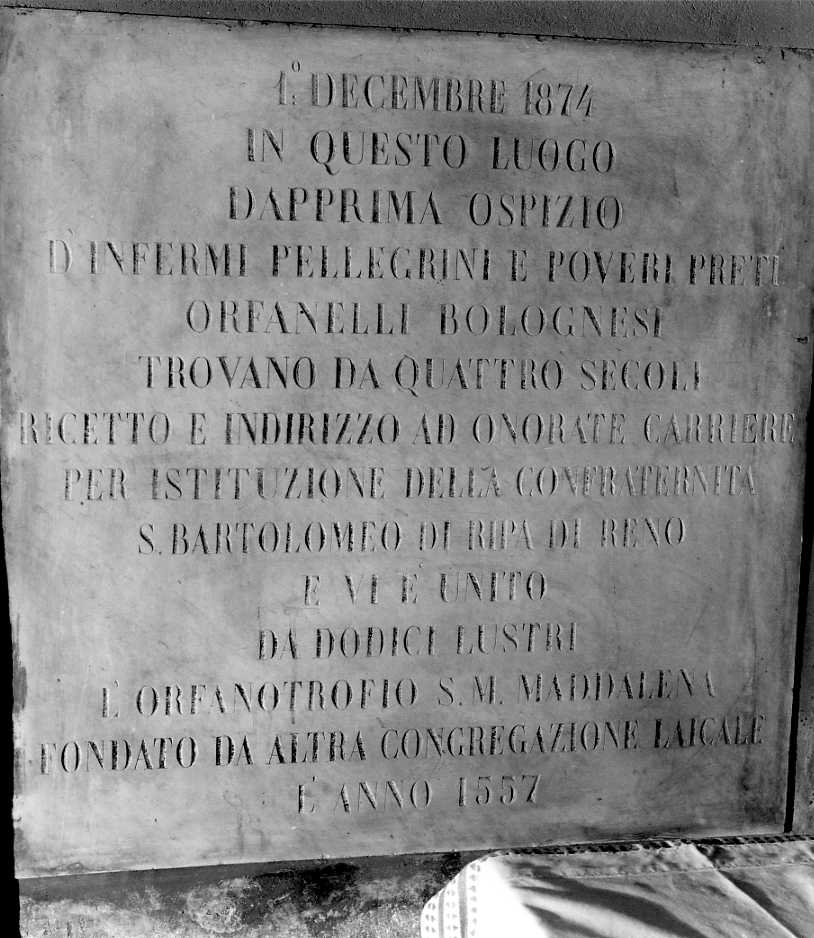 1.° DECEMBRE 1874
IN QUESTO LUOGO
DAPPRIMA OSPIZIO
D'INFERMI PELLEGRINI E POVERI PRETI
ORFANELLI BOLOGNESI
TROVANO DA QUATTRO SECOLI
RICETTO E INDIRIZZO AD ONORATE CARRIERE
PER ISTITUZIONE DELLA CONFRATERNITA
S. BARTOLOMEO DI RIPA DI RENO
E VI E' UNITO
DA DODICI LUSTRI
L'ORFANOTROFIO S. M. MADDALENA
FONDATO DA ALTRA CONGREGAZIONE LAICALE
L'ANNO 1557